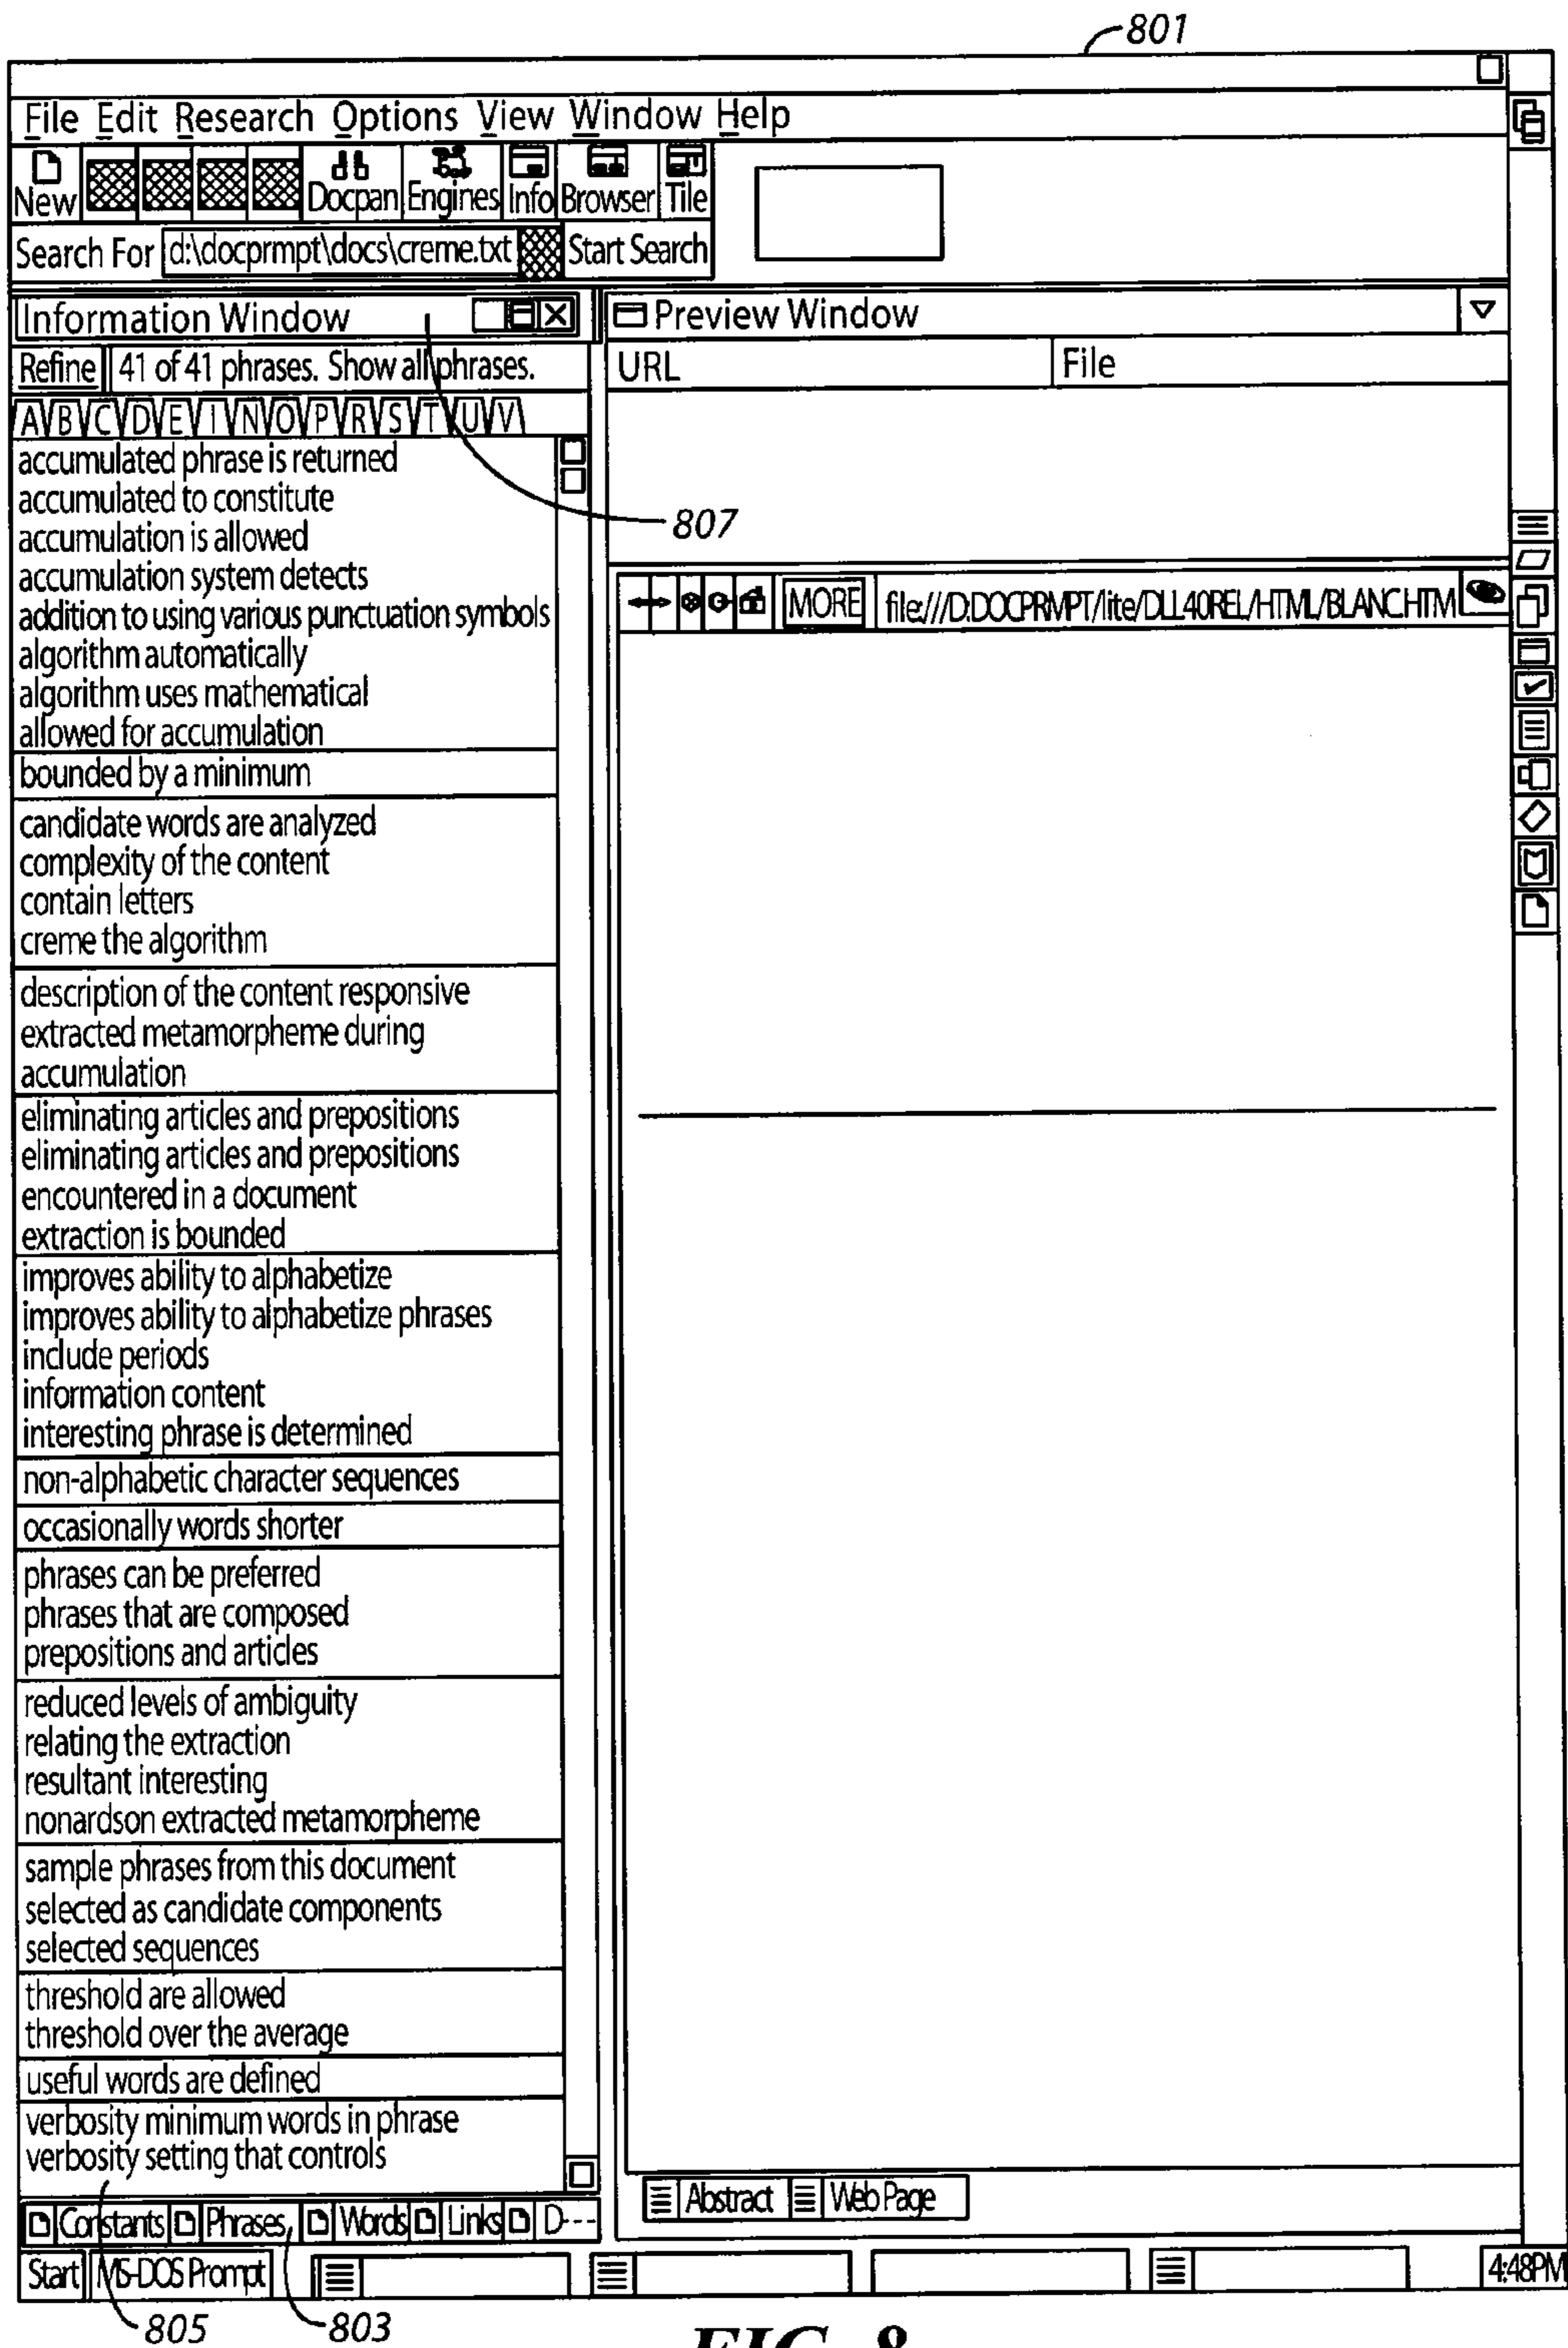 801
File Edit Research Options View Window Help
New Docpan Engines Info Browser Tile
Search For d:\docprmpt\docs\creme.txt Start Search
Information Window
Preview Window
Refine 41 of 41 phrases. Show all phrases.
URL File
A B C D E I N O P R S T U V
accumulated phrase is returned
accumulated to constitute
807
accumulation is allowed
accumulation system detects
addition to using various punctuation symbols
MORE file:///D:DOCPRMPT/lite/DLL40REL/HTML/BLANC.HTM
algorithm automatically
algorithm uses mathematical
allowed for accumulation
bounded by a minimum
candidate words are analyzed
complexity of the content
contain letters
creme the algorithm
description of the content responsive
extracted metamorpheme during
accumulation
eliminating articles and prepositions
eliminating articles and prepositions
encountered in a document
extraction is bounded
improves ability to alphabetize
improves ability to alphabetize phrases
include periods
information content
interesting phrase is determined
non-alphabetic character sequences
occasionally words shorter
phrases can be preferred
phrases that are composed
prepositions and articles
reduced levels of ambiguity
relating the extraction
resultant interesting
nonardson extracted metamorpheme
sample phrases from this document
selected as candidate components
selected sequences
threshold are allowed
threshold over the average
useful words are defined
verbosity minimum words in phrase
verbosity setting that controls
Abstract Web Page
Constants Phrases Words Links D---
Start MS-DOS Prompt 4:48PM
805 803
FIG. 8